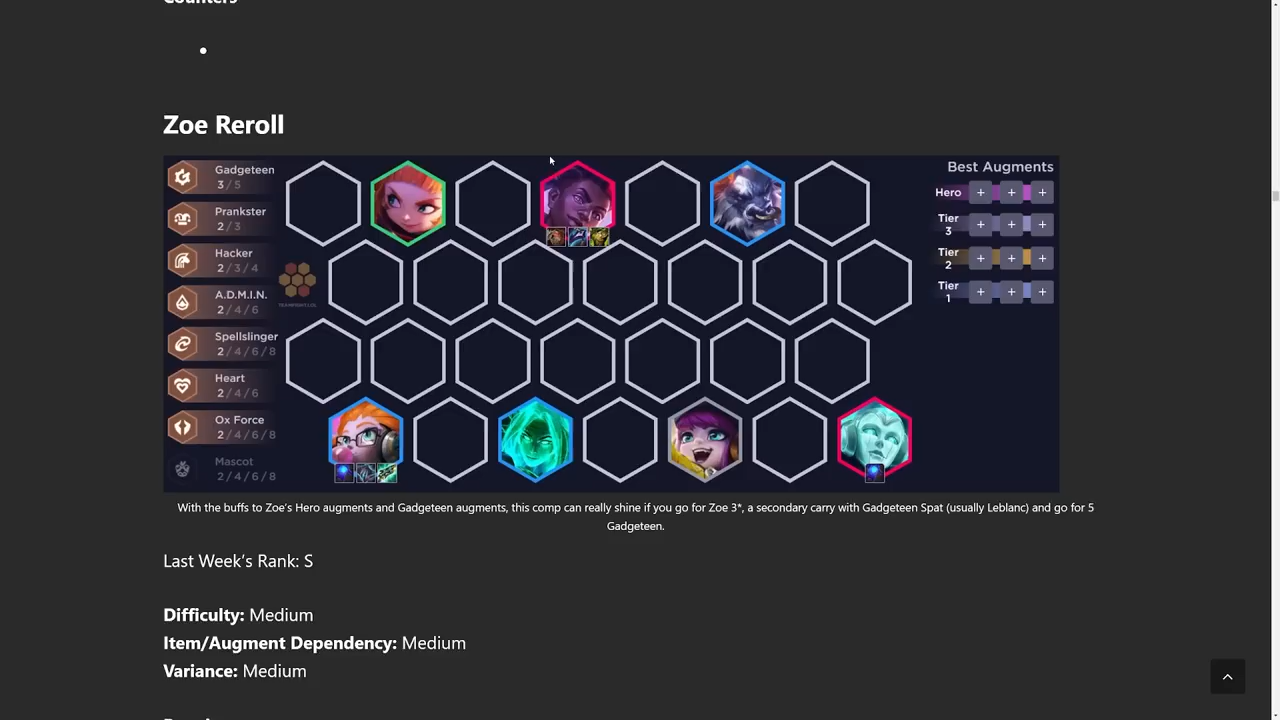 Counters
Zoe Reroll
Gadgeteen
3 / 5
Prankster
2 / 3
Hacker
2 / 3 / 4
A.D.M.I.N.
2 / 4 / 6
Spellslinger
2 / 4 / 6 / 8
Heart
2 / 4 / 6
Ox Force
2 / 4 / 6 / 8
Mascot
2 / 4 / 6 / 8
TEAMFIGHT.LOL
Best Augments
Hero + + +
Tier 3 + + +
Tier 2 + + +
Tier 1 + + +
With the buffs to Zoe’s Hero augments and Gadgeteen augments, this comp can really shine if you go for Zoe 3*, a secondary carry with Gadgeteen Spat (usually Leblanc) and go for 5
Gadgeteen.
Last Week’s Rank: S
Difficulty: Medium
Item/Augment Dependency: Medium
Variance: Medium